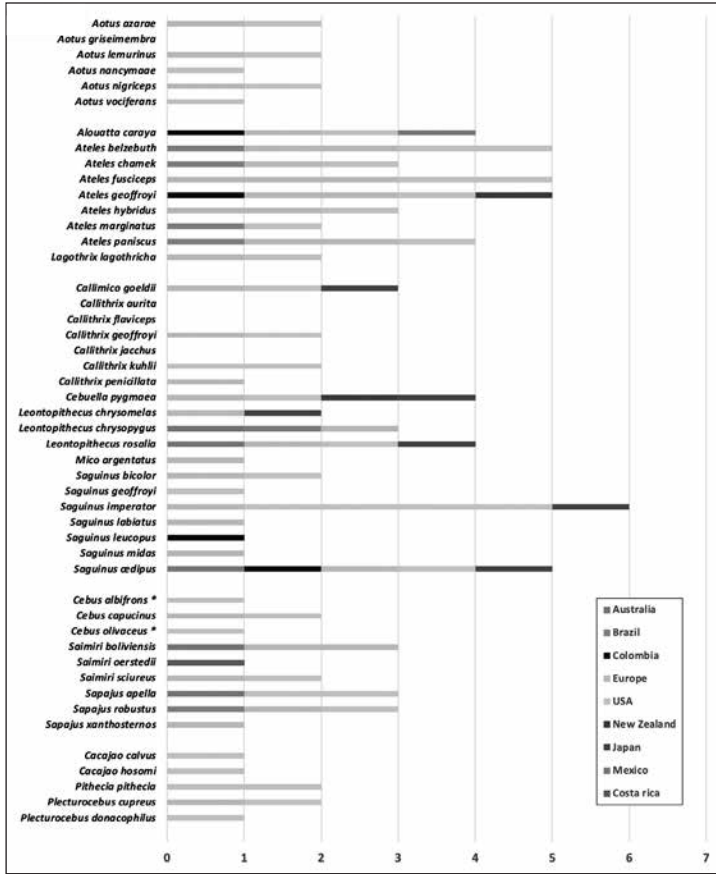 Aotus azarae
Aotus griseimembra
Aotus lemurinus
Aotus nancymaae
Aotus nigriceps
Aotus vociferans
Alouatta caraya
Ateles belzebuth
Ateles chamek
Ateles fusciceps
Ateles geoffroyi
Ateles hybridus
Ateles marginatus
Ateles paniscus
Lagothrix lagothricha
Callimico goeldii
Callithrix aurita
Callithrix flaviceps
Callithrix geoffroyi
Callithrix jacchus
Callithrix kuhlii
Callithrix penicillata
Cebuella pygmaea
Leontopithecus chrysomelas
Leontopithecus chrysopygus
Leontopithecus rosalia
Mico argentatus
Saguinus bicolor
Saguinus geoffroyi
Saguinus imperator
Saguinus labiatus
Saguinus leucopus
Saguinus midas
Saguinus œdipus
Cebus albifrons *
Cebus capucinus
Cebus olivaceus *
Saimiri boliviensis
Saimiri oerstedii
Saimiri sciureus
Sapajus apella
Sapajus robustus
Sapajus xanthosternos
Cacajao calvus
Cacajao hosomi
Pithecia pithecia
Plecturocebus cupreus
Plecturocebus donacophilus
0 1 2 3 4 5 6 7
Australia
Brazil
Colombia
Europe
USA
New Zealand
Japan
Mexico
Costa rica